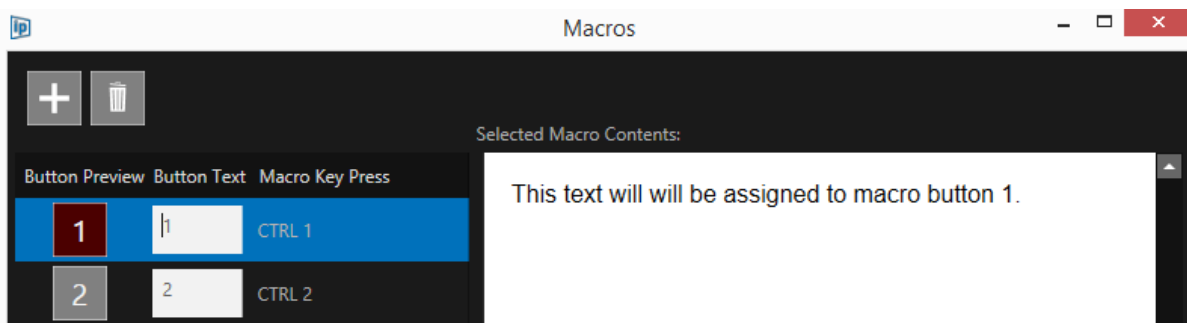 ip
Macros
Selected Macro Contents:
Button Preview Button Text Macro Key Press
1 1 CTRL 1
2 2 CTRL 2
This text will will be assigned to macro button 1.